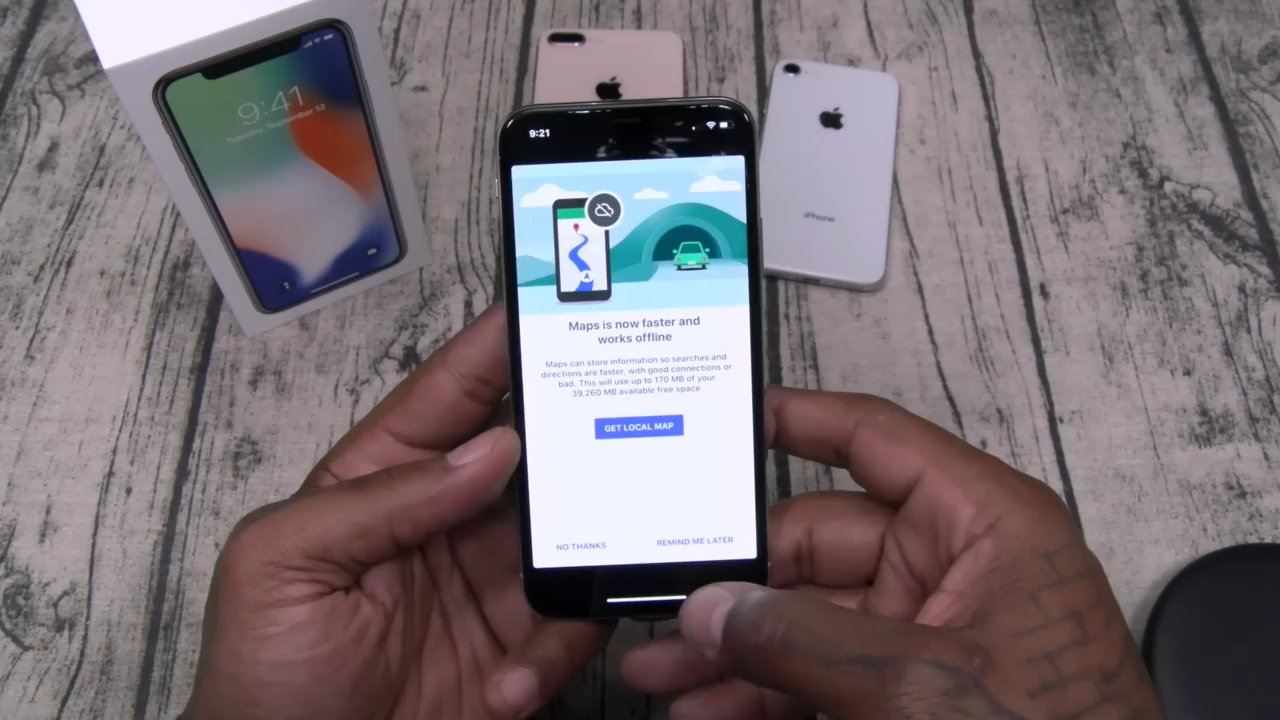 9:41
Tuesday, September 12
9:21
iPhone
Maps is now faster and
works offline
Maps can store information so searches and
directions are faster, with good connections or
bad. This will use up to 170 MB of your
39,260 MB available free space.
GET LOCAL MAP
NO THANKS
REMIND ME LATER